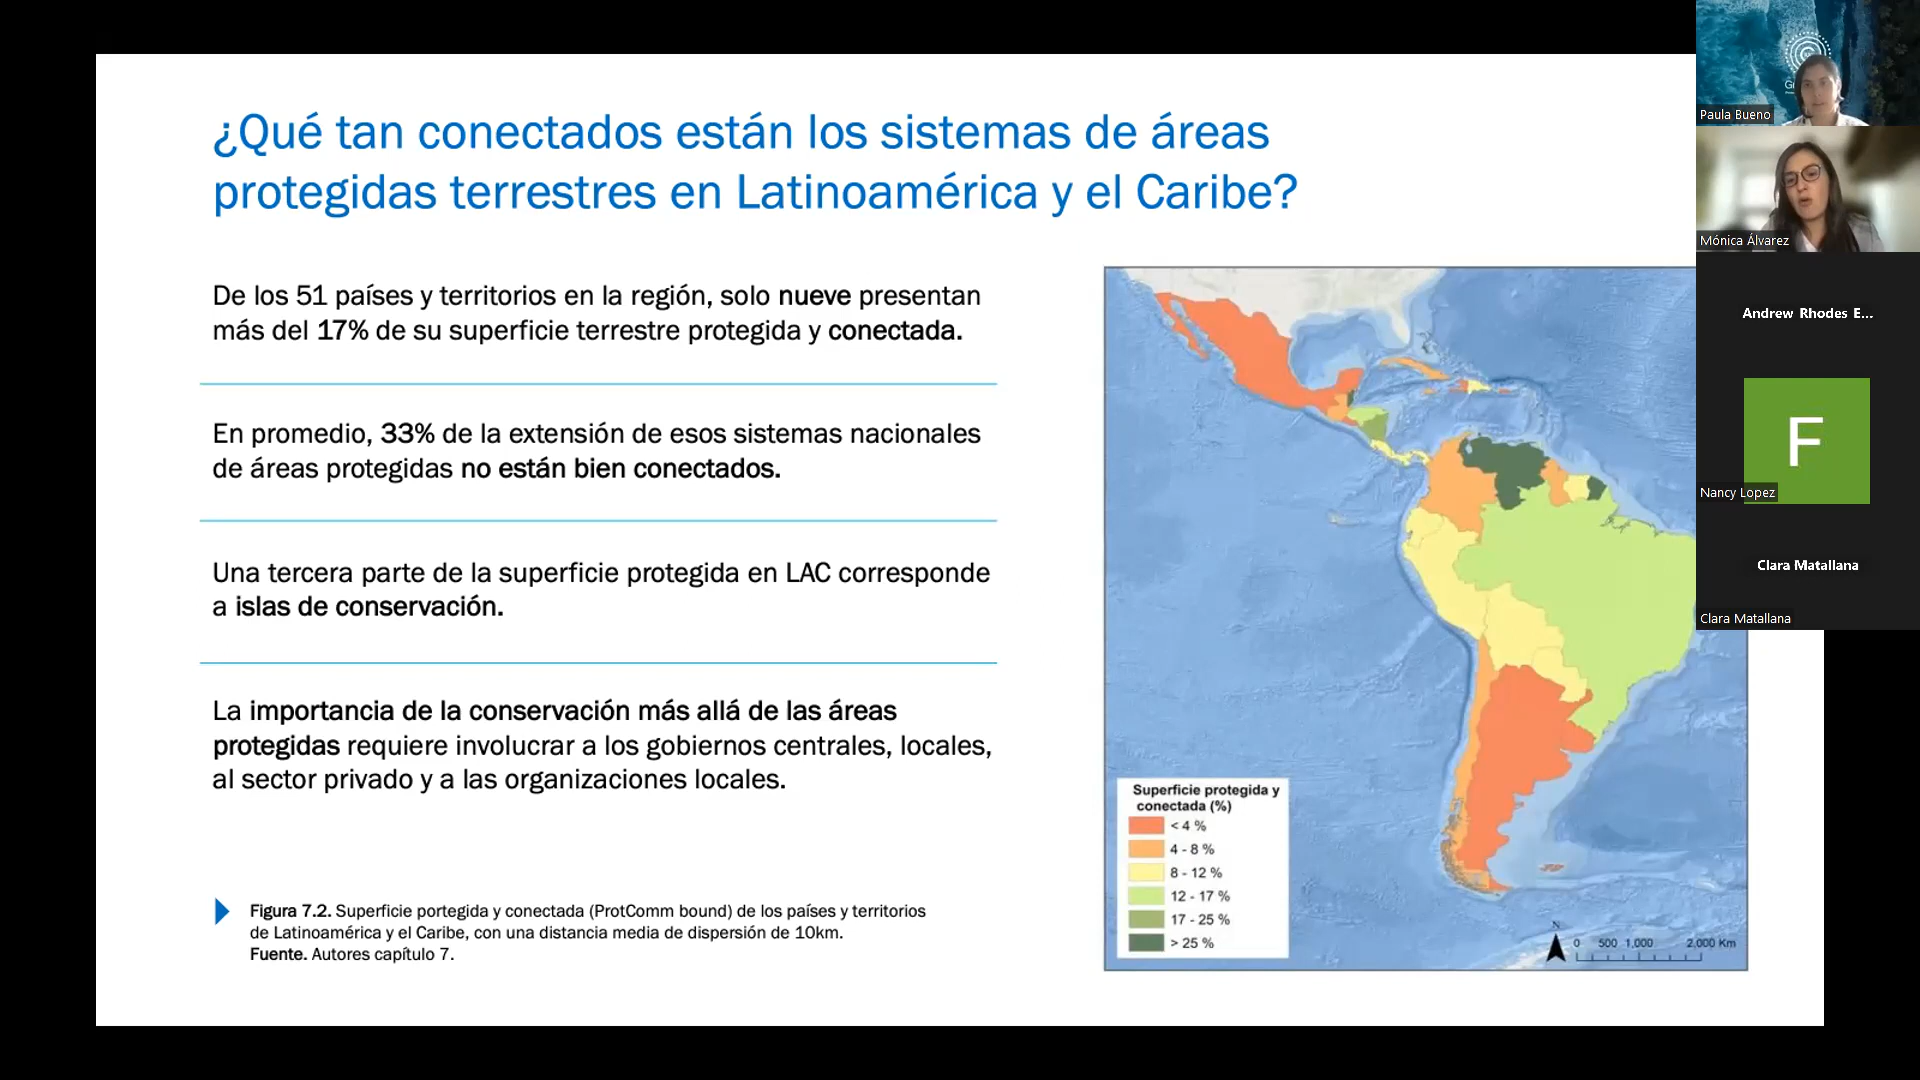 ¿Qué tan conectados están los sistemas de áreas
protegidas terrestres en Latinoamérica y el Caribe?
De los 51 países y territorios en la región, solo nueve presentan
más del 17% de su superficie terrestre protegida y conectada.
En promedio, 33% de la extensión de esos sistemas nacionales
de áreas protegidas no están bien conectados.
Una tercera parte de la superficie protegida en LAC corresponde
a islas de conservación.
La importancia de la conservación más allá de las áreas
protegidas requiere involucrar a los gobiernos centrales, locales,
al sector privado y a las organizaciones locales.
Figura 7.2. Superficie portegida y conectada (ProtComm bound) de los países y territorios
de Latinoamérica y el Caribe, con una distancia media de dispersión de 10km.
Fuente. Autores capítulo 7.
Superficie protegida y
conectada (%)
< 4 %
4 - 8 %
8 - 12 %
12 - 17 %
17 - 25 %
> 25 %
N
0 500 1,000 2,000 Km
Paula Bueno
Mónica Álvarez
Andrew Rhodes E...
F
Nancy Lopez
Clara Matallana
Clara Matallana